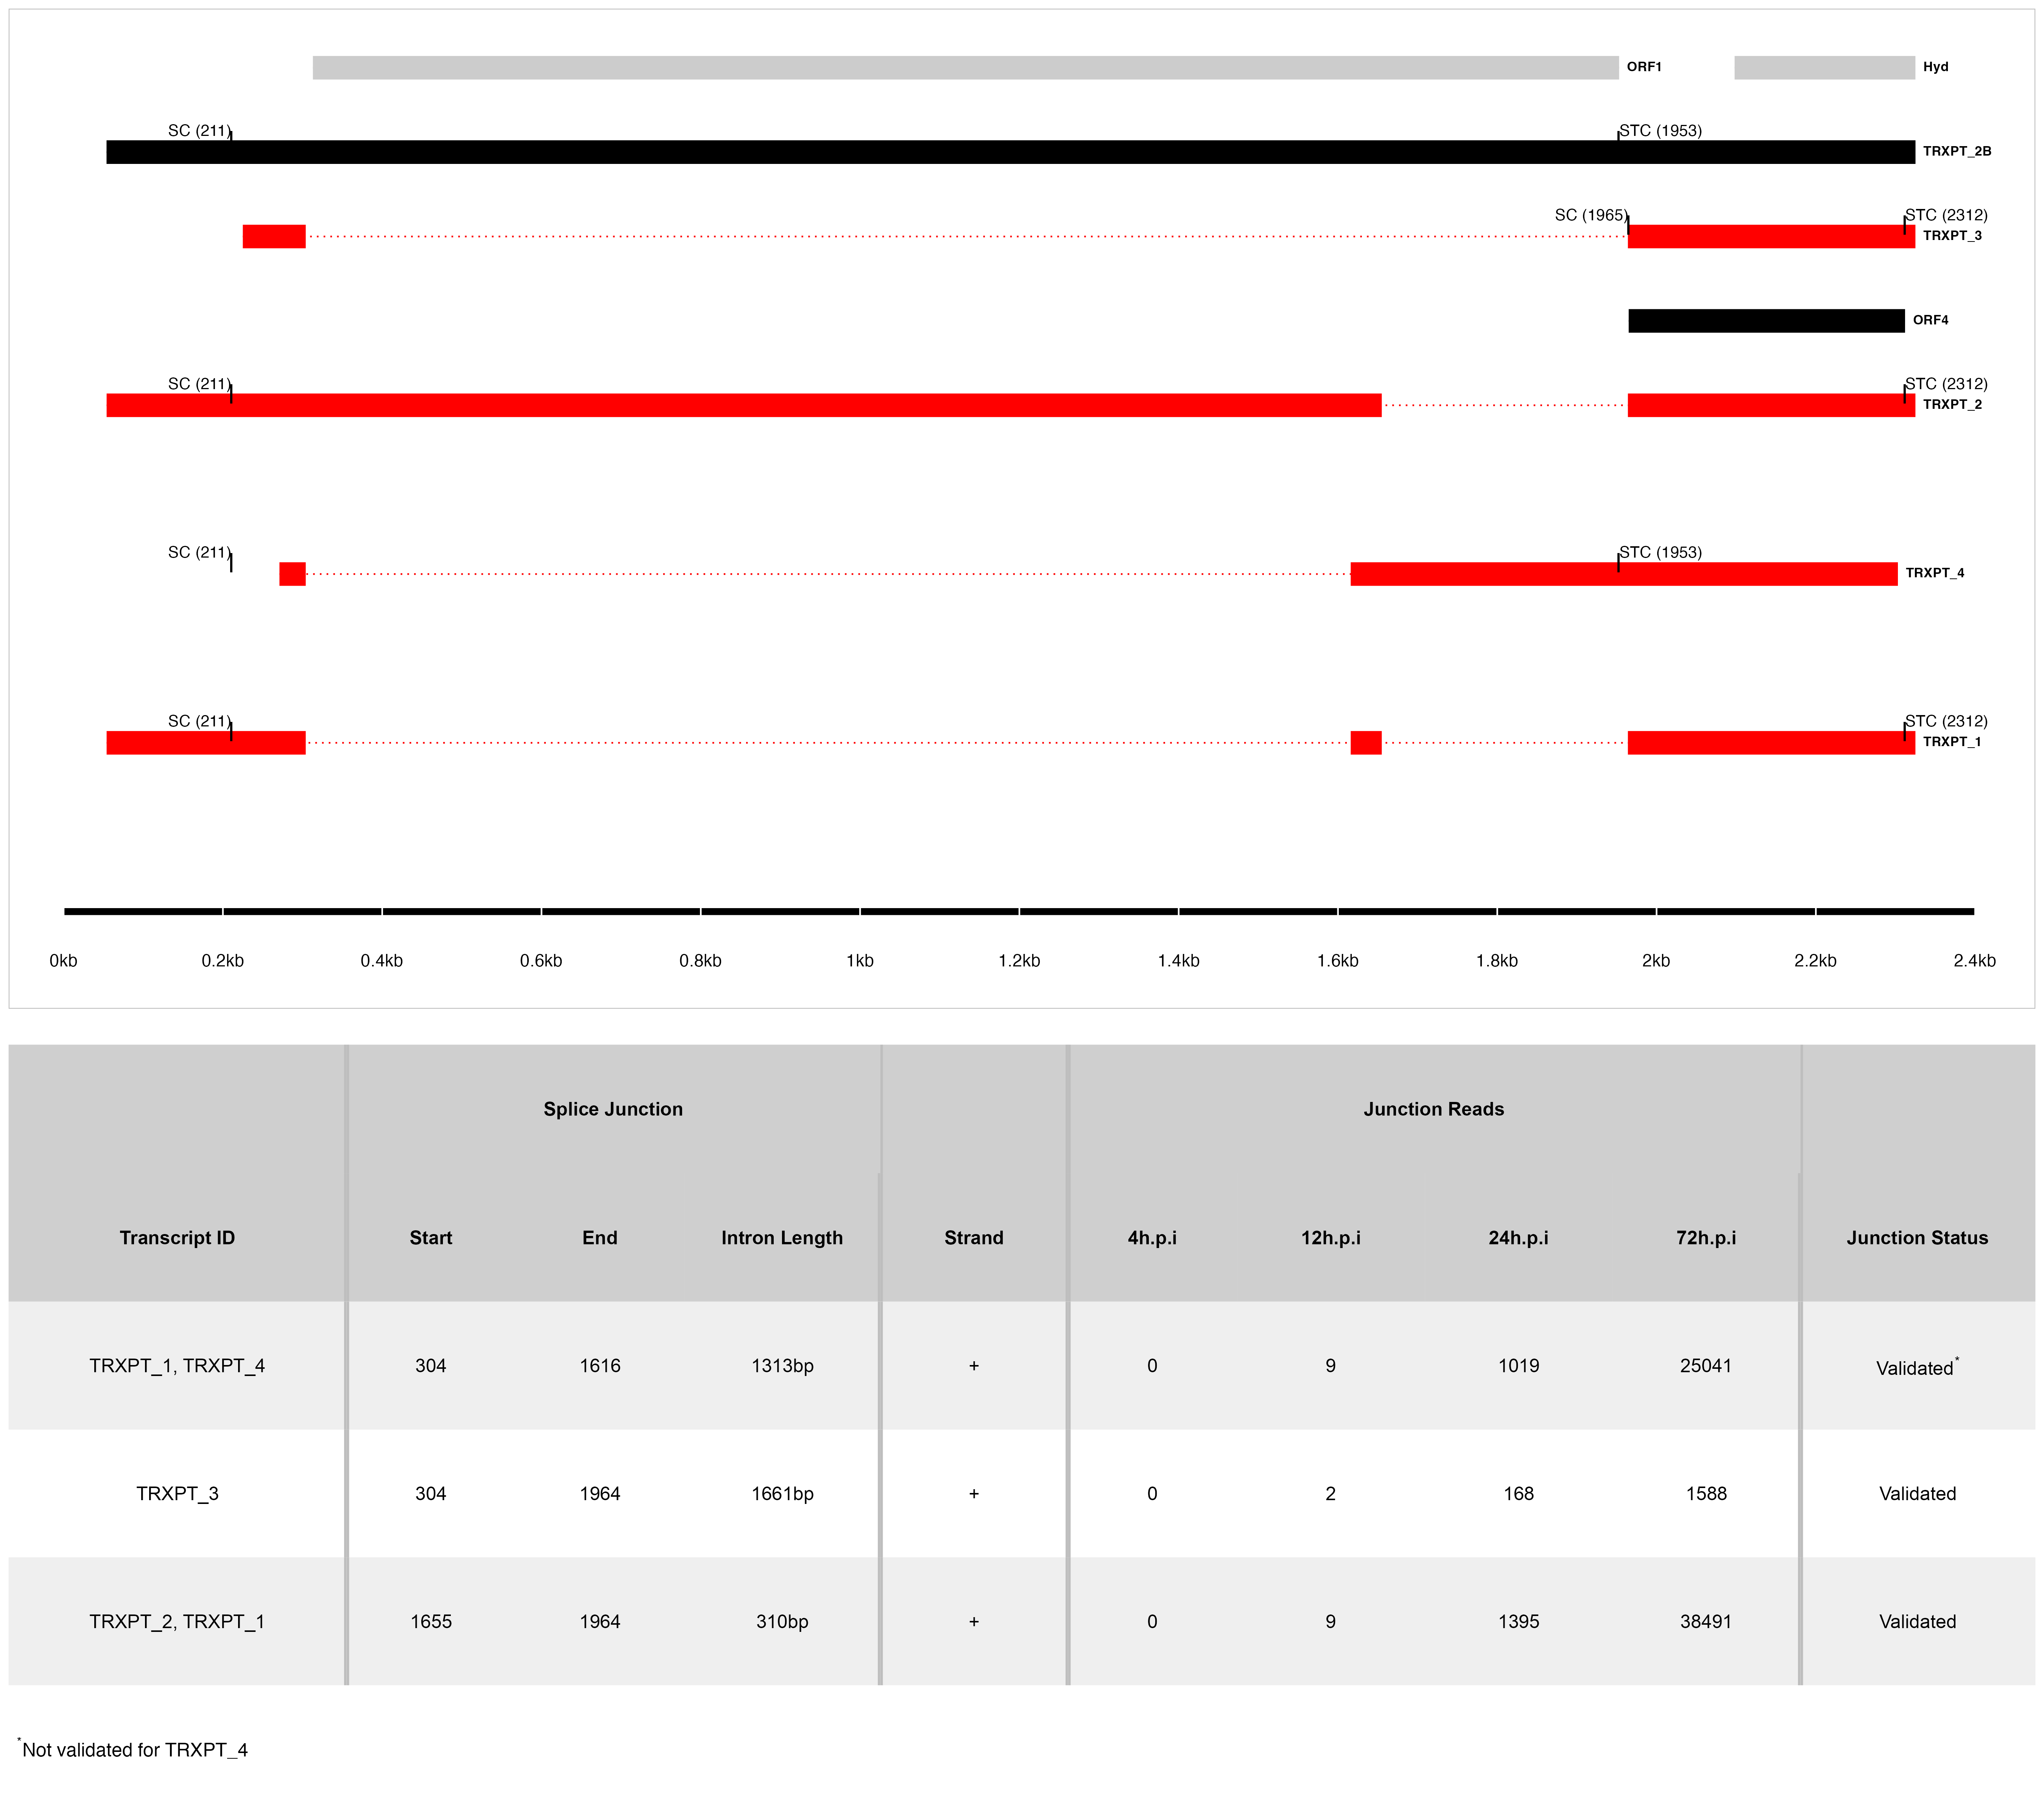 ORF1 Hyd
SC (211) STC (1953)
TRXPT_2B
SC (1965) STC (2312)
TRXPT_3
ORF4
SC (211) STC (2312)
TRXPT_2
SC (211) STC (1953)
TRXPT_4
SC (211) STC (2312)
TRXPT_1
0kb 0.2kb 0.4kb 0.6kb 0.8kb 1kb 1.2kb 1.4kb 1.6kb 1.8kb 2kb 2.2kb 2.4kb
Splice Junction Junction Reads
Transcript ID Start End Intron Length Strand 4h.p.i 12h.p.i 24h.p.i 72h.p.i Junction Status
TRXPT_1, TRXPT_4 304 1616 1313bp + 0 9 1019 25041 Validated*
TRXPT_3 304 1964 1661bp + 0 2 168 1588 Validated
TRXPT_2, TRXPT_1 1655 1964 310bp + 0 9 1395 38491 Validated
*Not validated for TRXPT_4